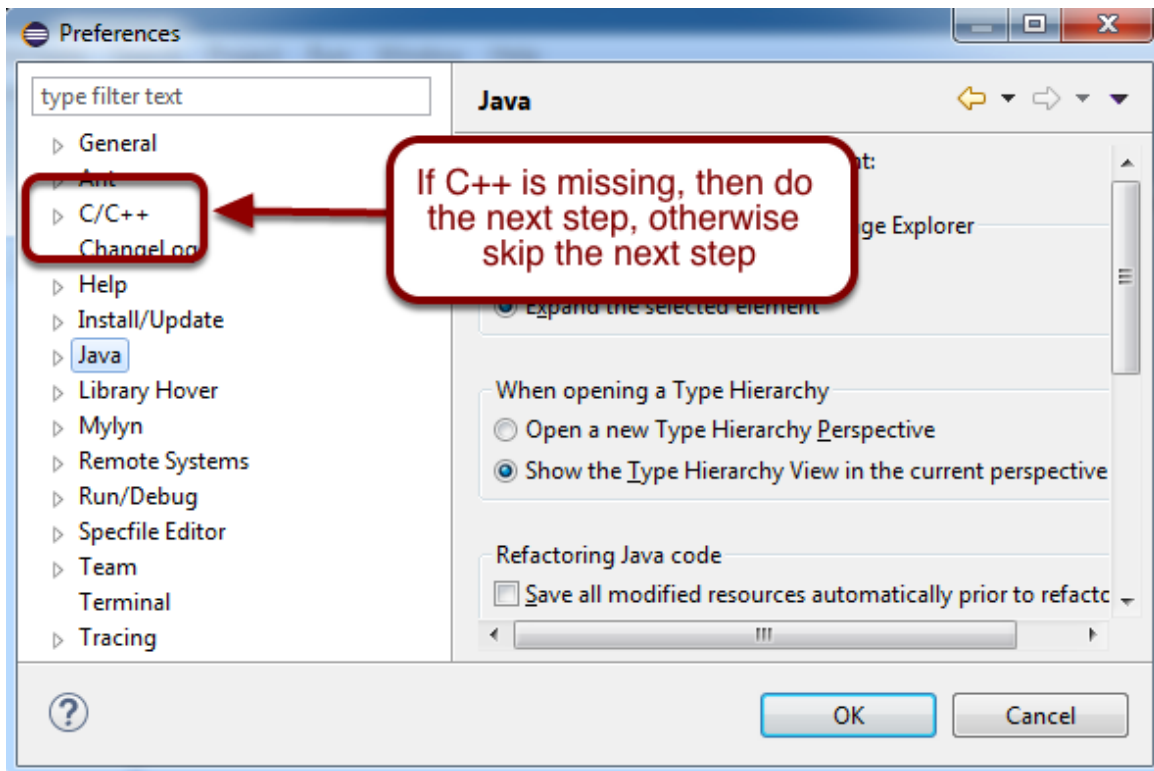 Preferences
type filter text
General
Ant
C/C++
ChangeLog
Help
Install/Update
Java
Library Hover
Mylyn
Remote Systems
Run/Debug
Specfile Editor
Team
Terminal
Tracing
Java
If C++ is missing, then do
the next step, otherwise
skip the next step
Explorer
Expand the selected element
When opening a Type Hierarchy
Open a new Type Hierarchy Perspective
Show the Type Hierarchy View in the current perspective
Refactoring Java code
Save all modified resources automatically prior to refactc
OK
Cancel